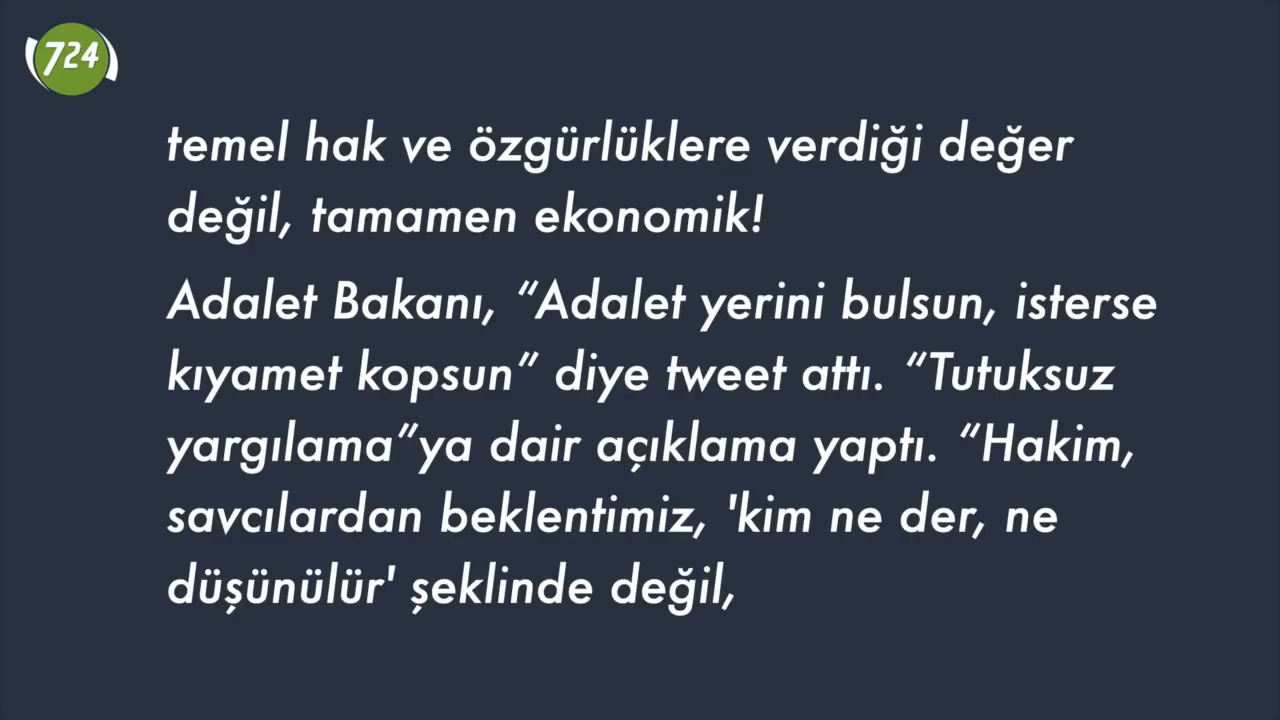 724
temel hak ve özgürlüklere verdiği değer
değil, tamamen ekonomik!
Adalet Bakanı, “Adalet yerini bulsun, isterse
kıyamet kopsun” diye tweet attı. “Tutuksuz
yargılama”ya dair açıklama yaptı. “Hakim,
savcılardan beklentimiz, 'kim ne der, ne
düşünülür' şeklinde değil,